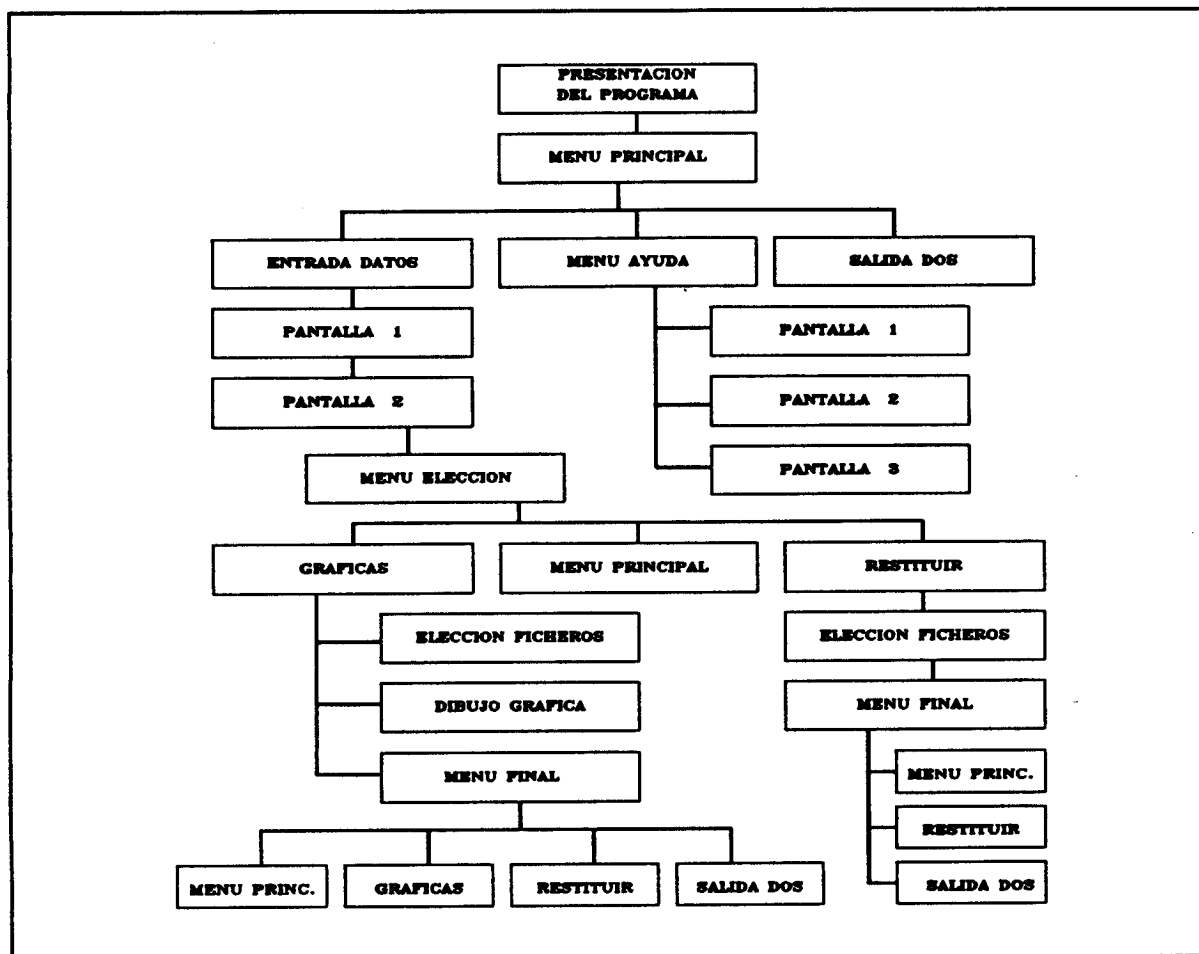 PRESENTACION
DEL PROGRAMA
MENU PRINCIPAL
ENTRADA DATOS
MENU AYUDA
SALIDA DOS
PANTALLA 1
PANTALLA 1
PANTALLA 2
PANTALLA 2
MENU ELECCION
PANTALLA 3
GRAFICAS
MENU PRINCIPAL
RESTITUIR
ELECCION FICHEROS
ELECCION FICHEROS
DIBUJO GRAFICA
MENU FINAL
MENU FINAL
MENU PRINC.
RESTITUIR
MENU PRINC.
GRAFICAS
RESTITUIR
SALIDA DOS
SALIDA DOS